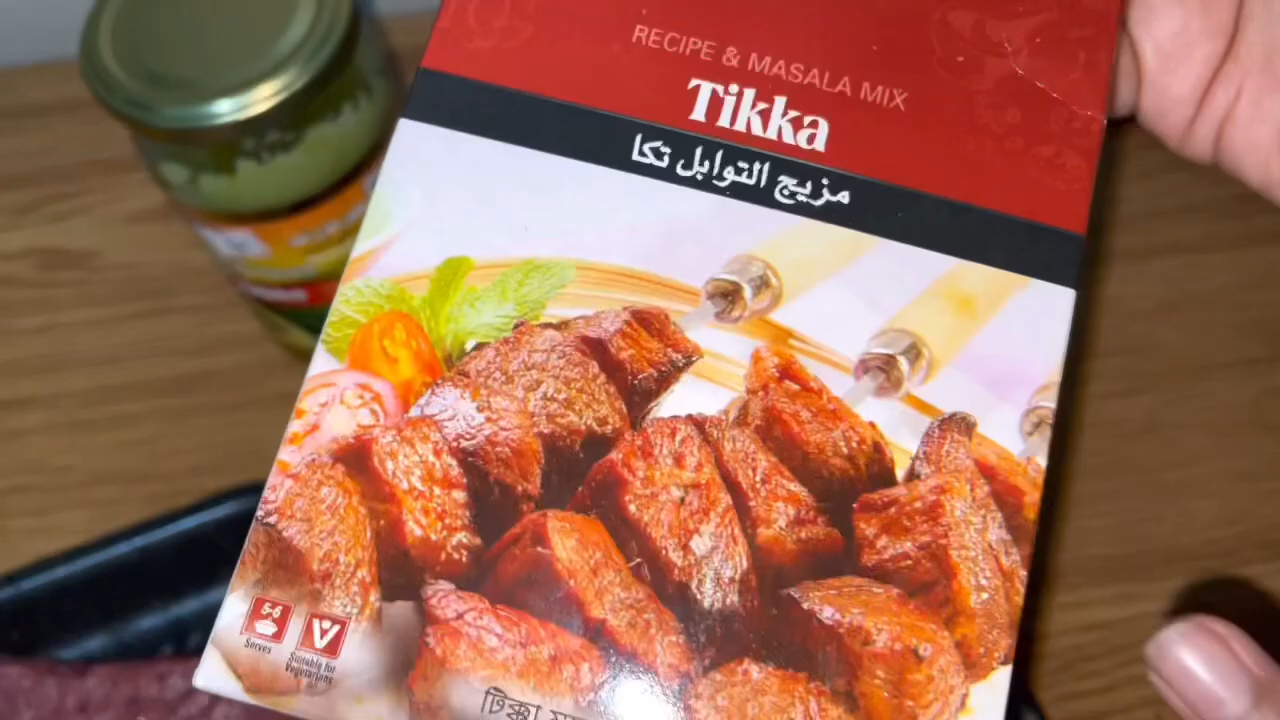 RECIPE & MASALA MIX
Tikka
مزيج التوابل تكا
5-6
Serves
V
Suitable for
Vegetarians
টিক্কা